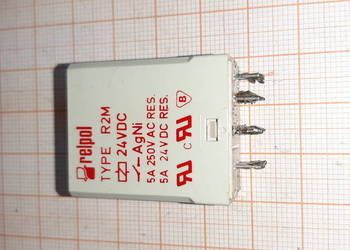 relpol
TYPE R2M
24VDC
AgNi
5A 250V AC RES.
5A 24V DC RES.
C
B